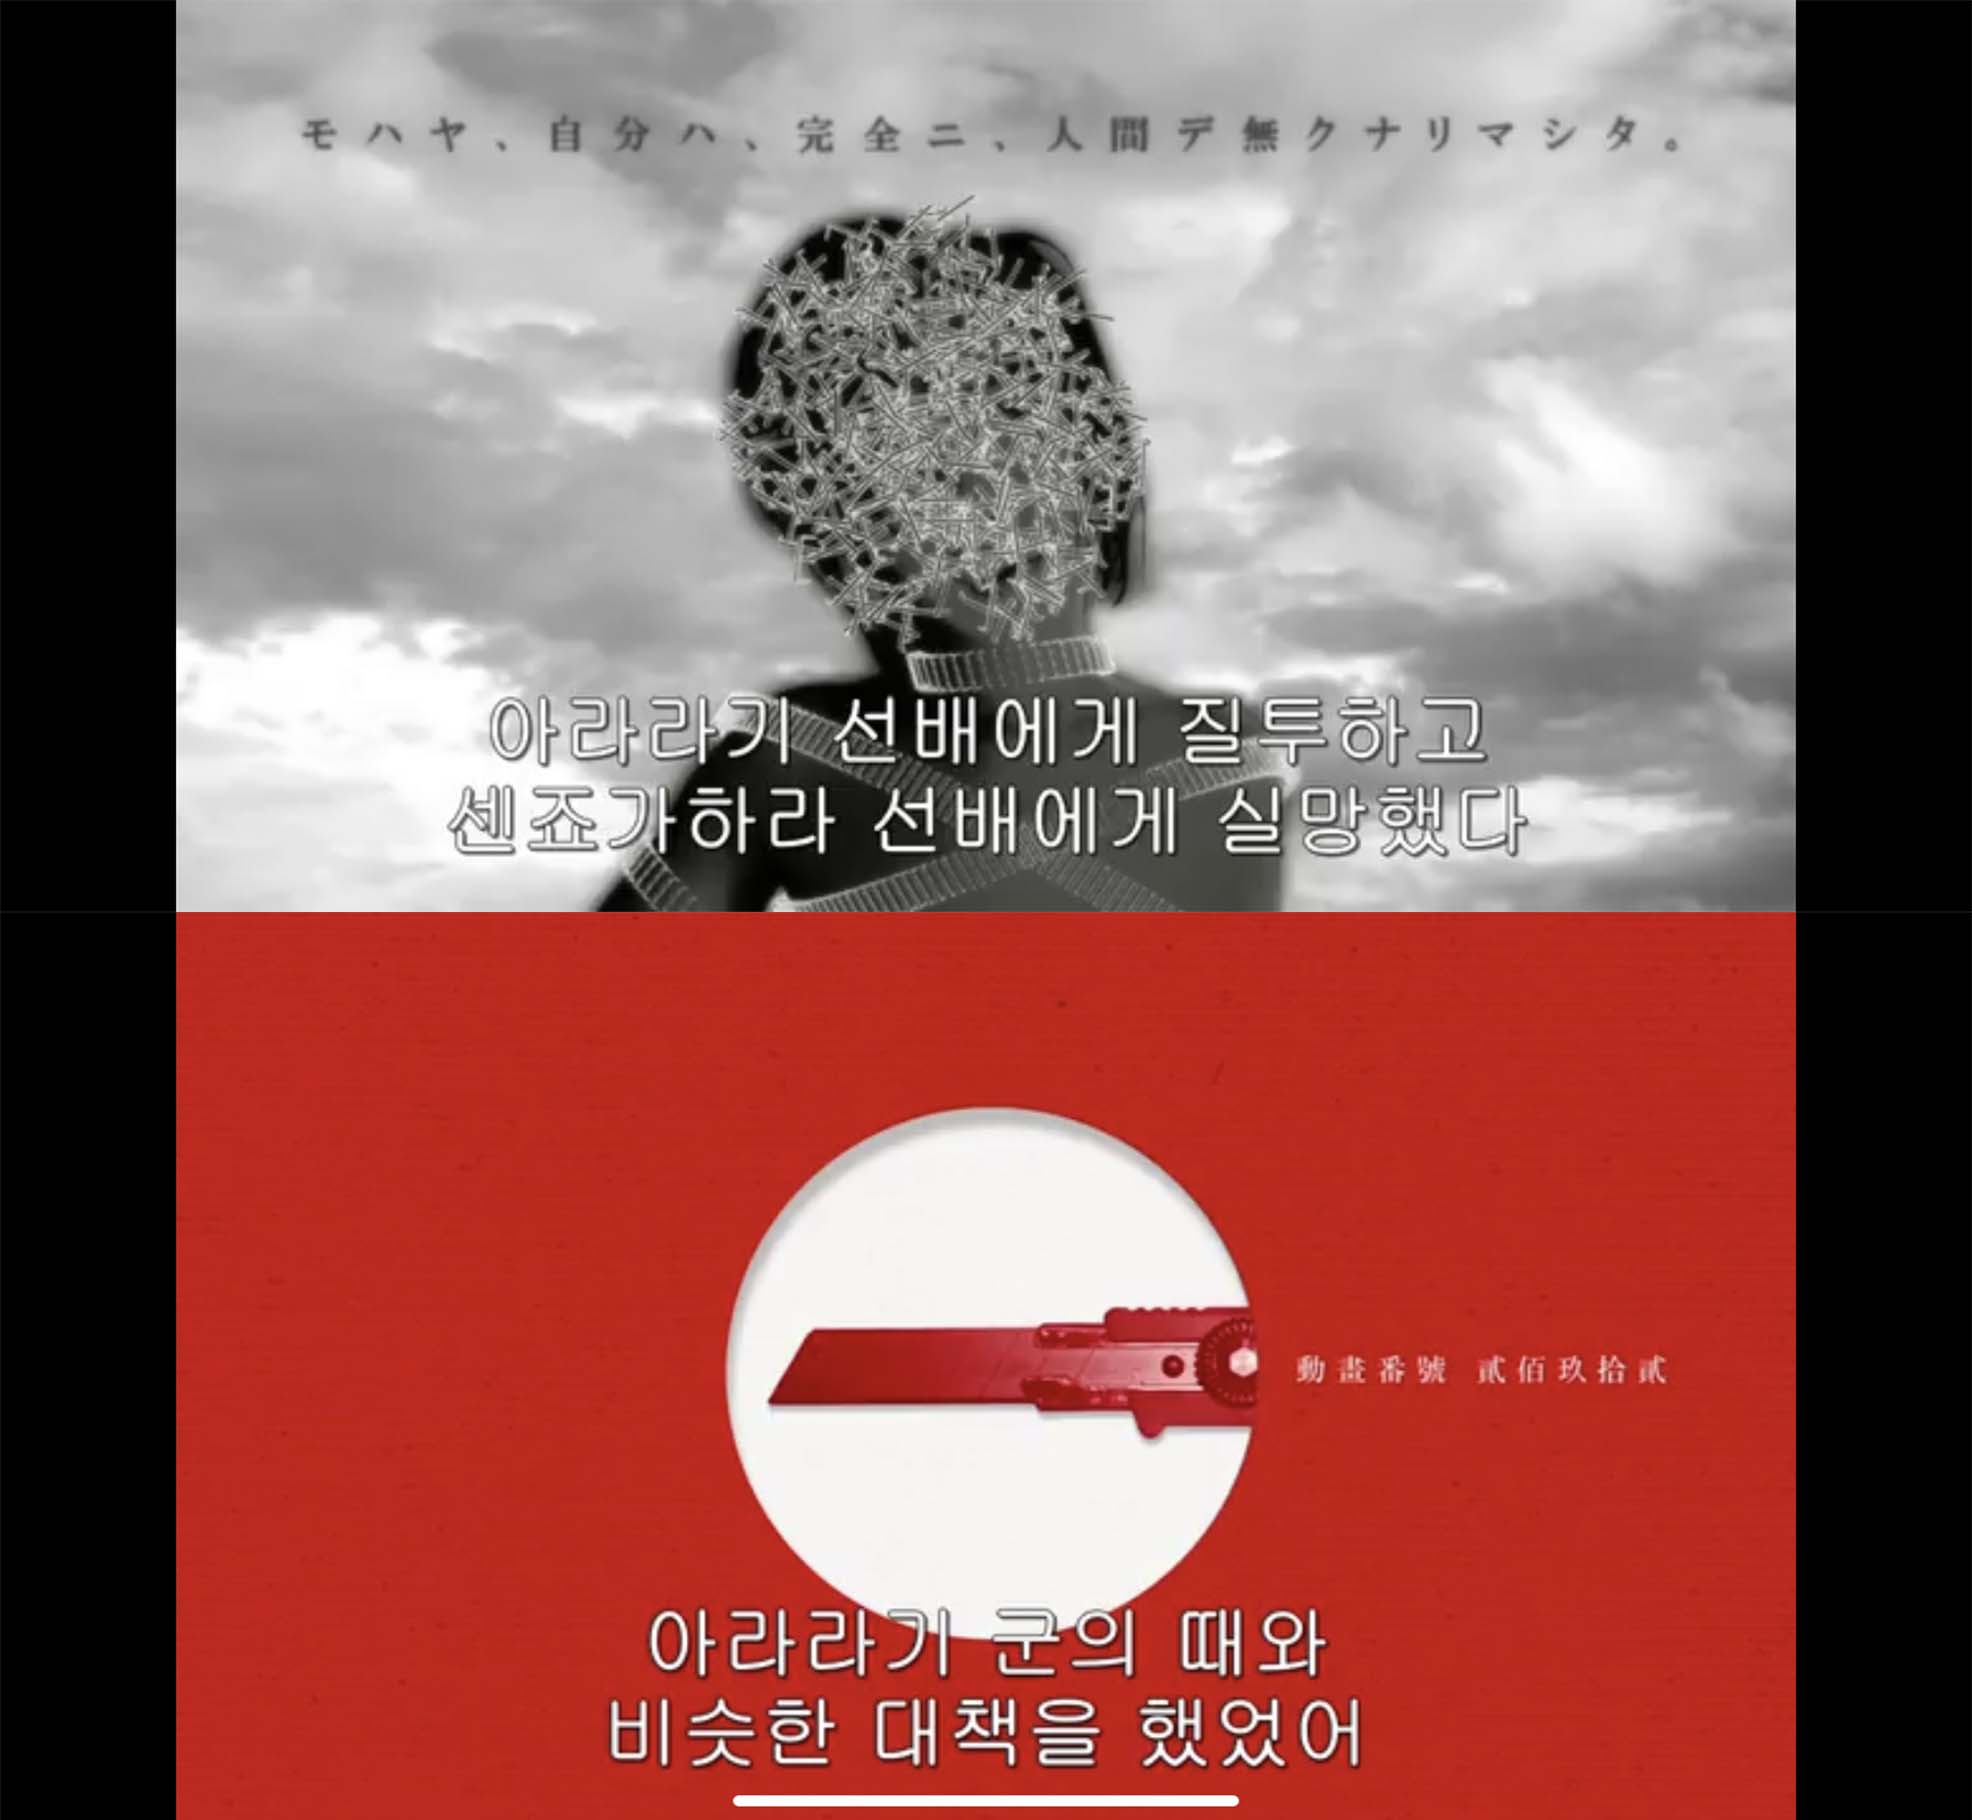 モハヤ、自分ハ、完全ニ、人間デ無クナリマシタ。
아라라기 선배에게 질투하고
센죠가하라 선배에게 실망했다
動畫番號 貳佰玖拾貳
아라라기 군의 때와
비슷한 대책을 했었어